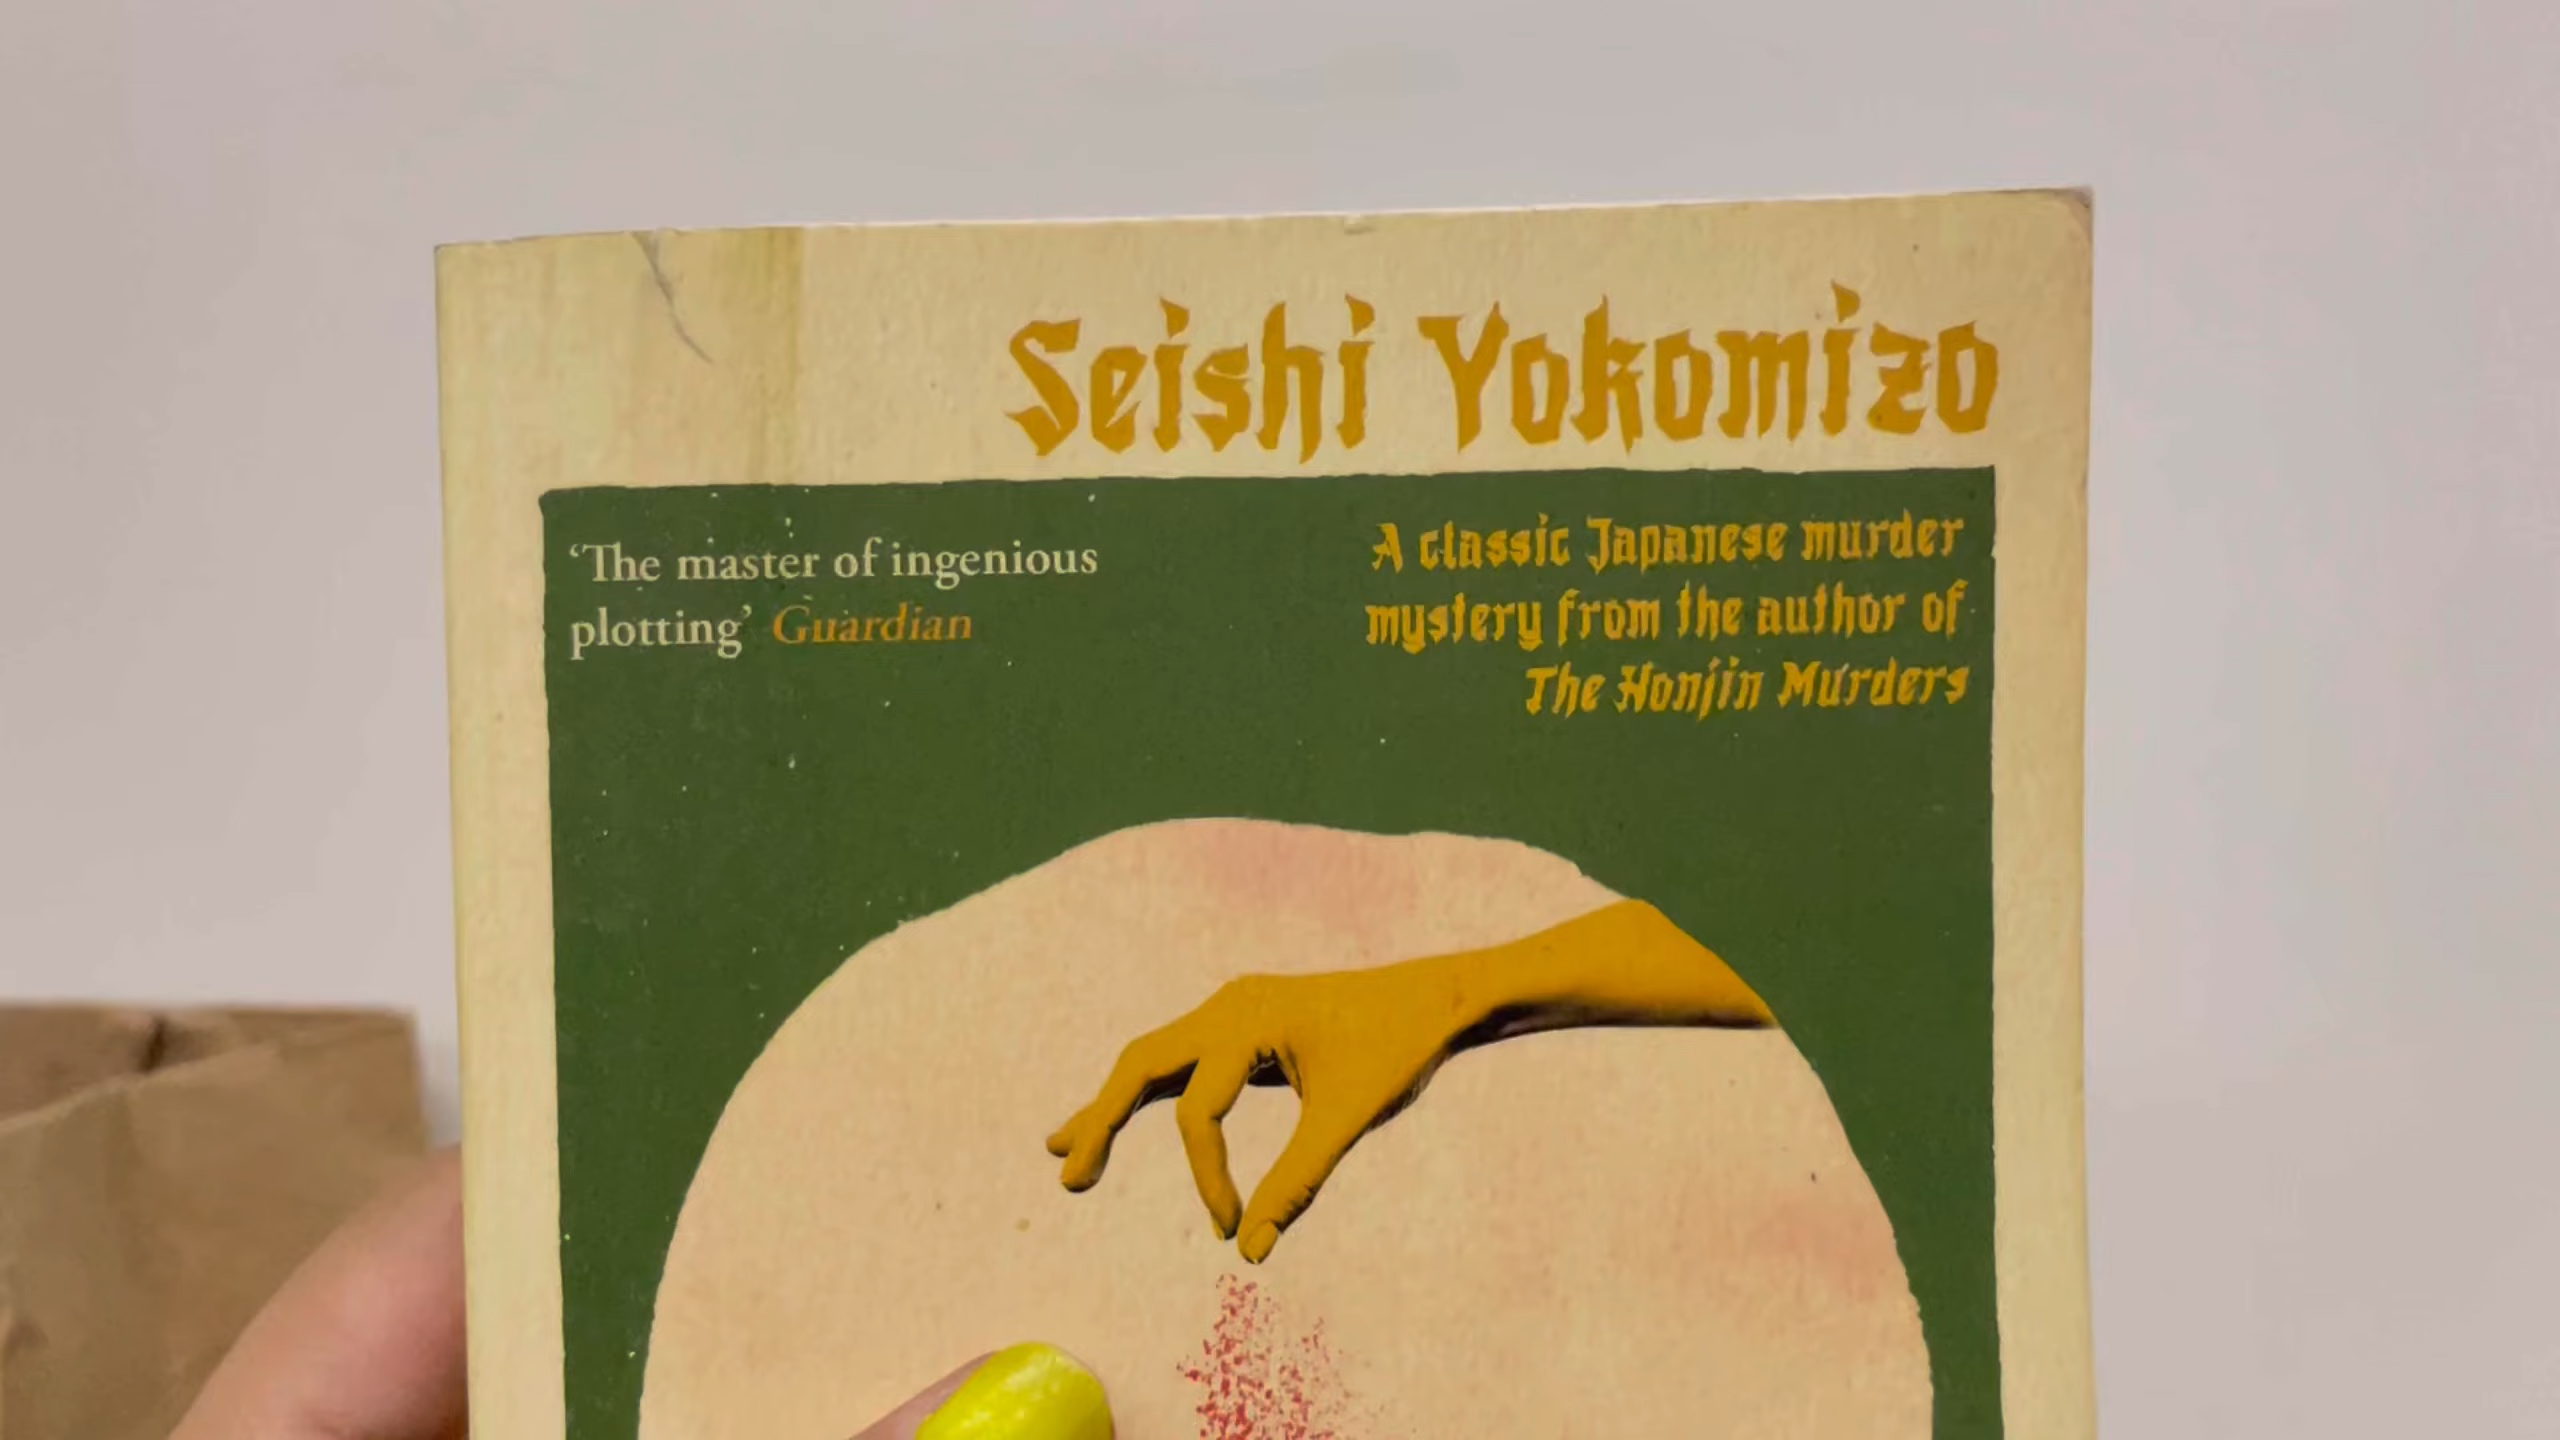 Seishi Yokomizo
‘The master of ingenious
plotting’ Guardian
A classic Japanese murder
mystery from the author of
The Honjin Murders